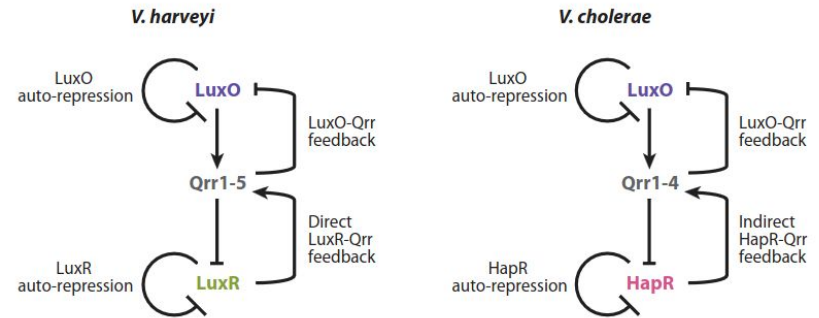 V. harveyi
LuxO
auto-repression
LuxO
LuxO-Qrr
feedback
Qrr1-5
Direct
LuxR-Qrr
feedback
LuxR
auto-repression
LuxR
V. cholerae
LuxO
auto-repression
LuxO
LuxO-Qrr
feedback
Qrr1-4
Indirect
HapR-Qrr
feedback
HapR
auto-repression
HapR